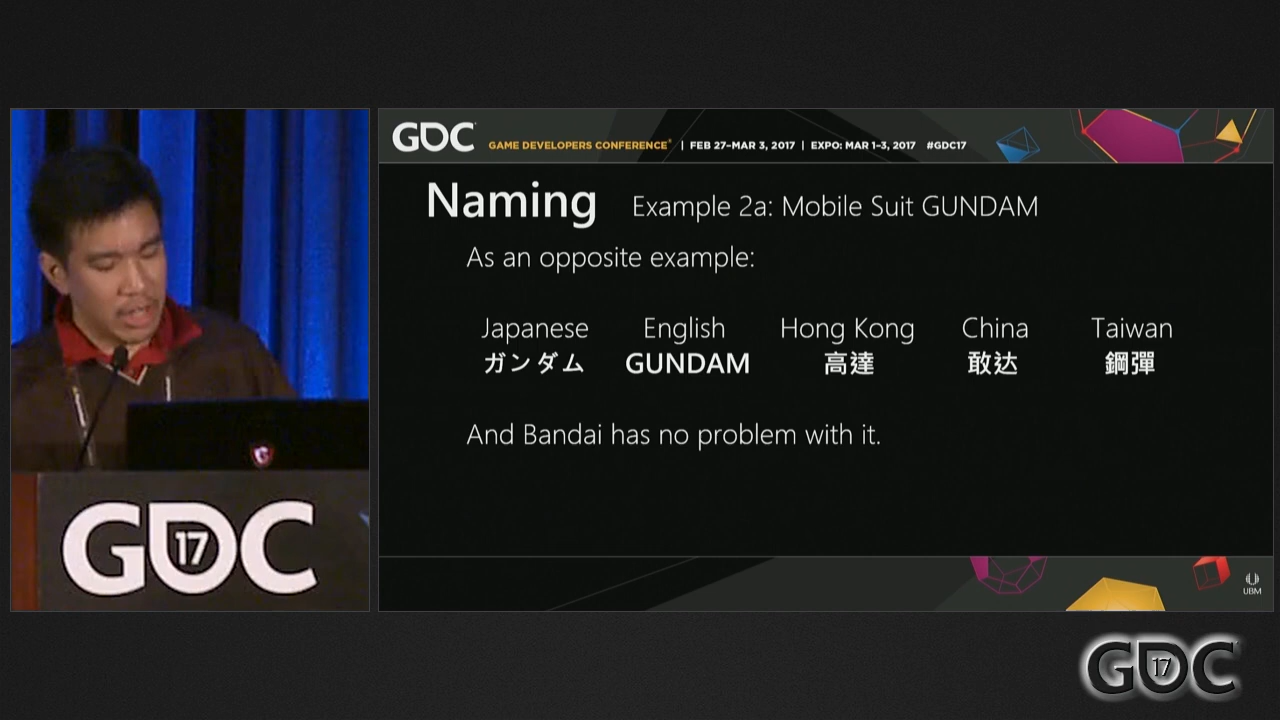 GDC
GAME DEVELOPERS CONFERENCE® | FEB 27–MAR 3, 2017 | EXPO: MAR 1–3, 2017 #GDC17
Naming Example 2a: Mobile Suit GUNDAM
As an opposite example:
Japanese English Hong Kong China Taiwan
ガンダム GUNDAM 高達 敢达 鋼彈
And Bandai has no problem with it.
GDC 17
UBM
GDC 17